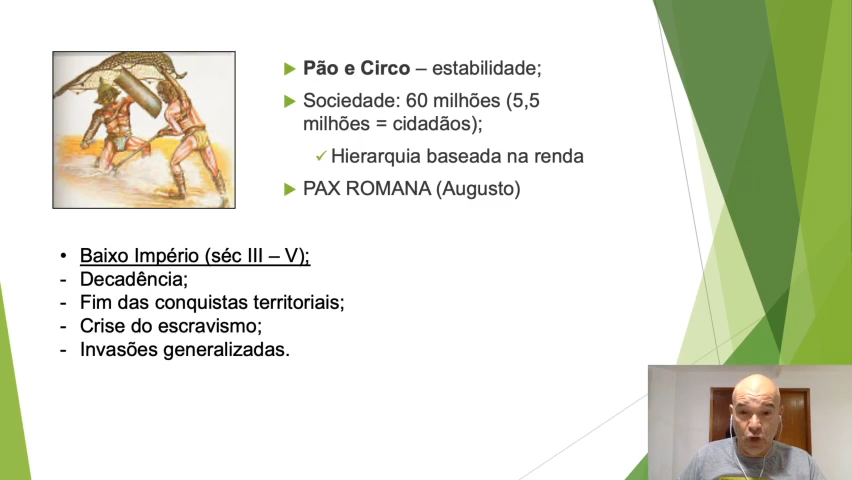 Pão e Circo – estabilidade;
Sociedade: 60 milhões (5,5
milhões = cidadãos);
Hierarquia baseada na renda
PAX ROMANA (Augusto)
Baixo Império (séc III – V);
- Decadência;
- Fim das conquistas territoriais;
- Crise do escravismo;
- Invasões generalizadas.